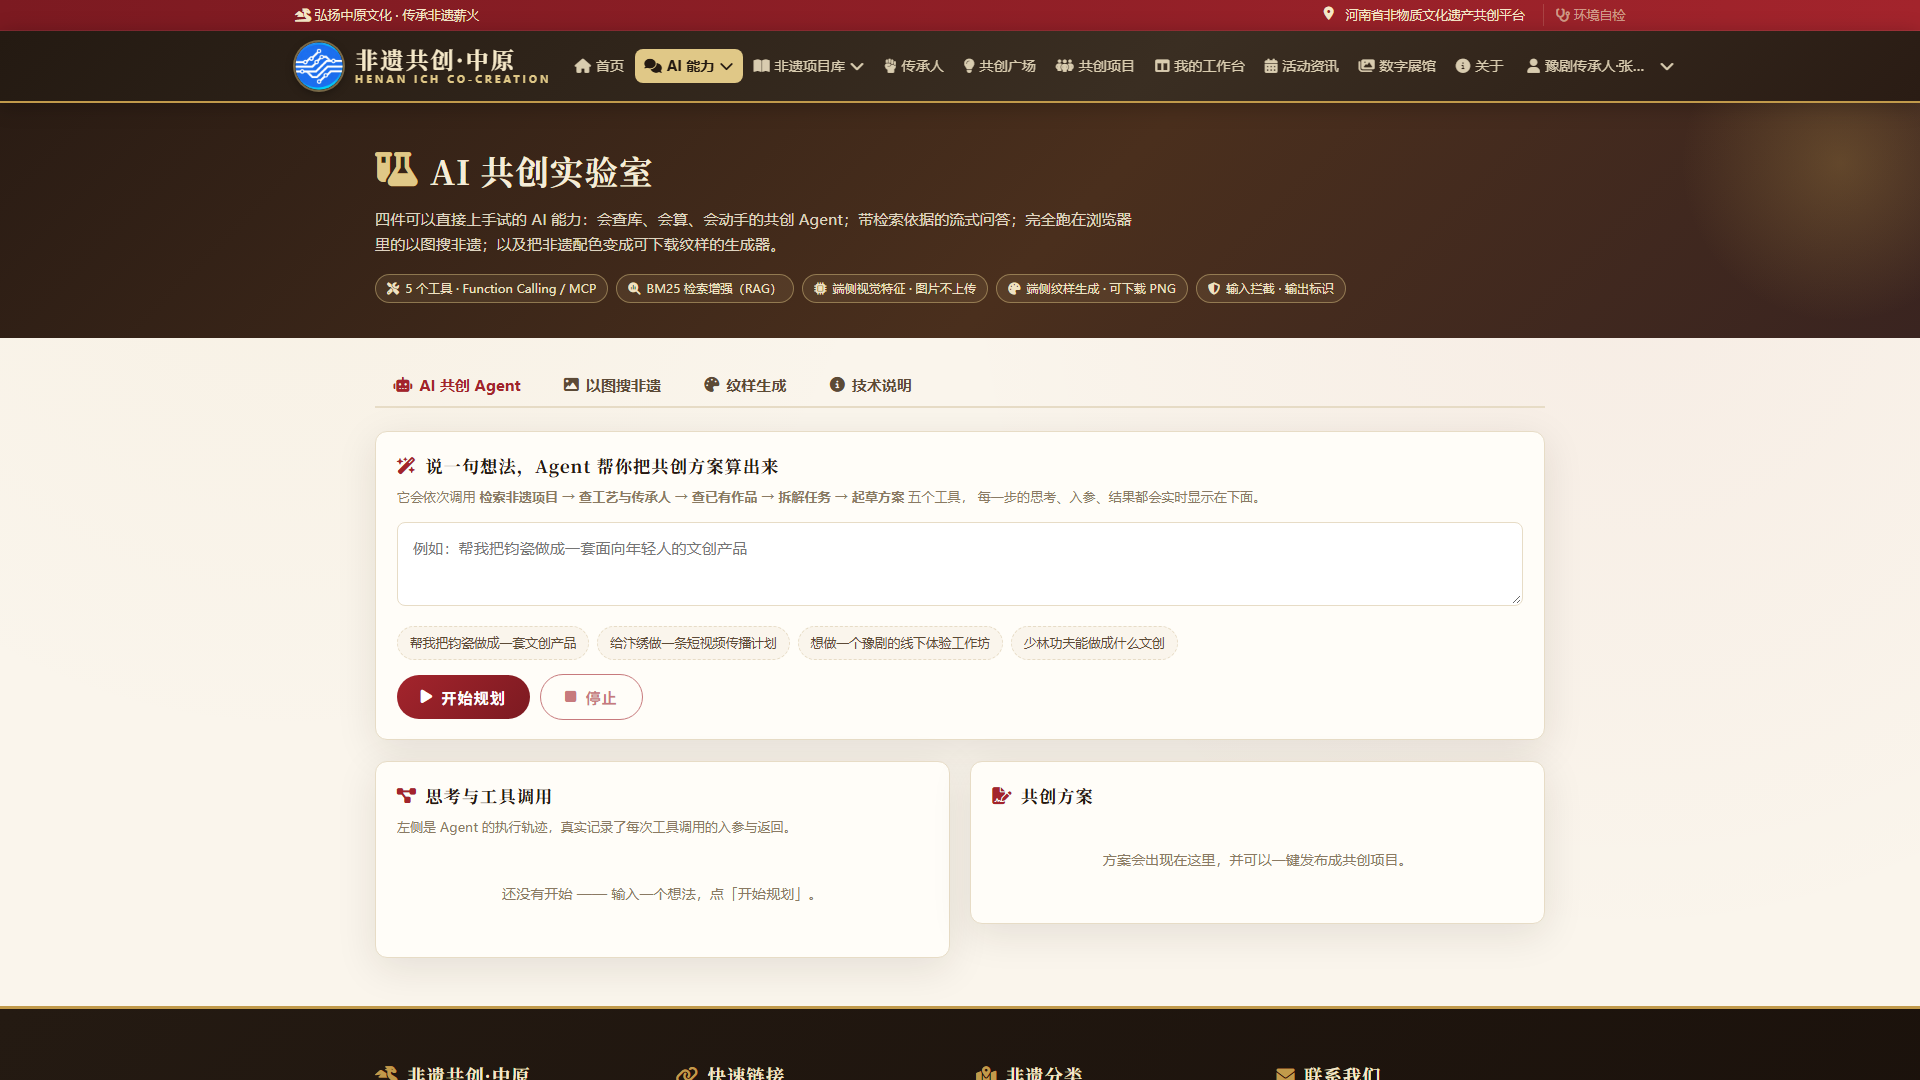 弘扬中原文化 · 传承非遗薪火
河南省非物质文化遗产共创平台
环境自检
非遗共创·中原
HENAN ICH CO-CREATION
首页
AI 能力
非遗项目库
传承人
共创广场
共创项目
我的工作台
活动资讯
数字展馆
关于
豫剧传承人·张...
AI 共创实验室
四件可以直接上手试的 AI 能力：会查库、会算、会动手的共创 Agent；带检索依据的流式问答；完全跑在浏览器
里的以图搜非遗；以及把非遗配色变成可下载纹样的生成器。
5 个工具 · Function Calling / MCP
BM25 检索增强（RAG）
端侧视觉特征 · 图片不上传
端侧纹样生成 · 可下载 PNG
输入拦截 · 输出标识
AI 共创 Agent
以图搜非遗
纹样生成
技术说明
说一句想法，Agent 帮你把共创方案算出来
它会依次调用 检索非遗项目 → 查工艺与传承人 → 查已有作品 → 拆解任务 → 起草方案 五个工具， 每一步的思考、入参、结果都会实时显示在下面。
例如：帮我把钧瓷做成一套面向年轻人的文创产品
帮我把钧瓷做成一套文创产品
给汴绣做一条短视频传播计划
想做一个豫剧的线下体验工作坊
少林功夫能做成什么文创
开始规划
停止
思考与工具调用
左侧是 Agent 的执行轨迹，真实记录了每次工具调用的入参与返回。
还没有开始 —— 输入一个想法，点「开始规划」。
共创方案
方案会出现在这里，并可以一键发布成共创项目。
非遗共创·中原
快速链接
非遗分类
联系我们